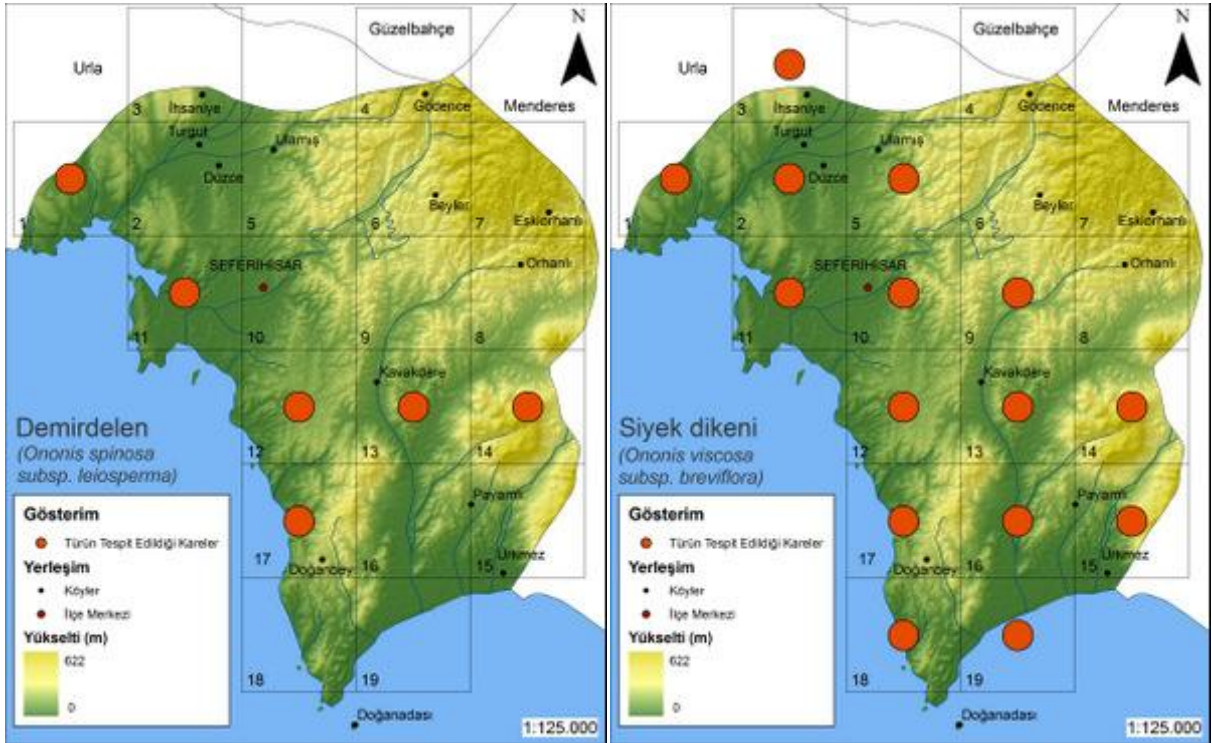 N
Güzelbahçe
Urla
3
4
Menderes
İhsaniye
Gödence
Turgut
Ulamış
Düzce
Beyler
Eskiorhanlı
1
2
5
6
7
SEFERİHİSAR
Orhanlı
11
10
9
8
Kavakdere
Demirdelen
(Ononis spinosa
subsp. leiosperma)
12
13
14
Payamlı
Gösterim
Türün Tespit Edildiği Kareler
Yerleşim
Köyler
İlçe Merkezi
Yükselti (m)
622
0
Doğanbey
Ürkmez
17
16
15
18
19
Doğanadası
1:125.000
N
Güzelbahçe
Urla
3
4
Menderes
İhsaniye
Gödence
Turgut
Ulamış
Düzce
Beyler
Eskiorhanlı
1
2
5
6
7
SEFERİHİSAR
Orhanlı
11
10
9
8
Kavakdere
Siyek dikeni
(Ononis viscosa
subsp. breviflora)
12
13
14
Payamlı
Gösterim
Türün Tespit Edildiği Kareler
Yerleşim
Köyler
İlçe Merkezi
Yükselti (m)
622
0
Doğanbey
Ürkmez
17
16
15
18
19
Doğanadası
1:125.000